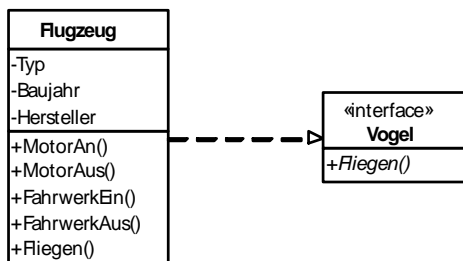 Flugzeug
-Typ
-Baujahr
-Hersteller
+MotorAn()
+MotorAus()
+FahrwerkEin()
+FahrwerkAus()
+Fliegen()
«interface»
Vogel
+Fliegen()